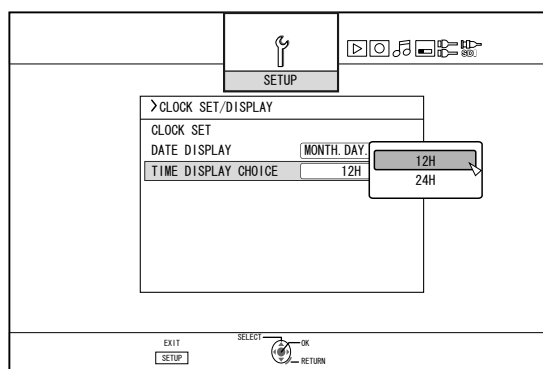 SETUP
>CLOCK SET/DISPLAY
CLOCK SET
DATE DISPLAY MONTH.DAY.
TIME DISPLAY CHOICE 12H
12H
24H
EXIT
SETUP
SELECT
OK
RETURN